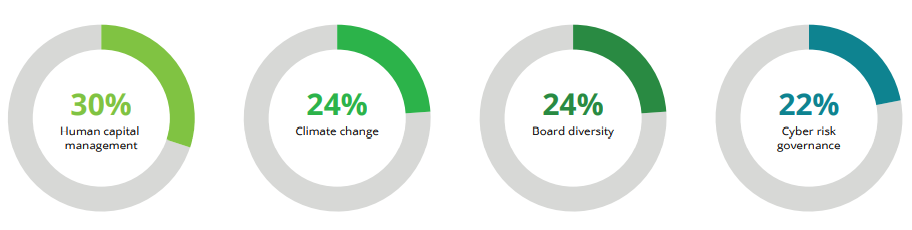 30%
Human capital
management
24%
Climate change
24%
Board diversity
22%
Cyber risk
governance